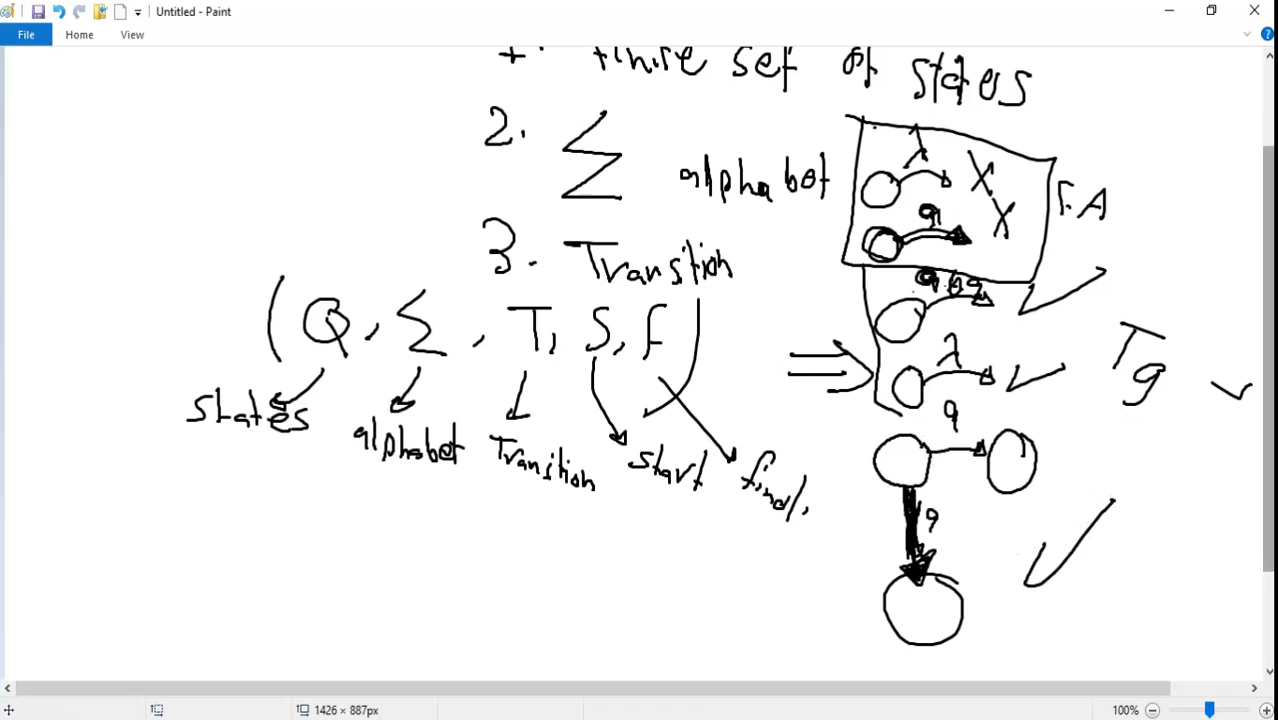 Untitled - Paint
File Home View
finite set of states
2. Σ alphabet
λ X
F.A
a X
3. Transition
(Q, Σ, T, S, F)
λ
Tg
a
states
alphabet
Transition
start
final.
a
1426 × 887px
100%